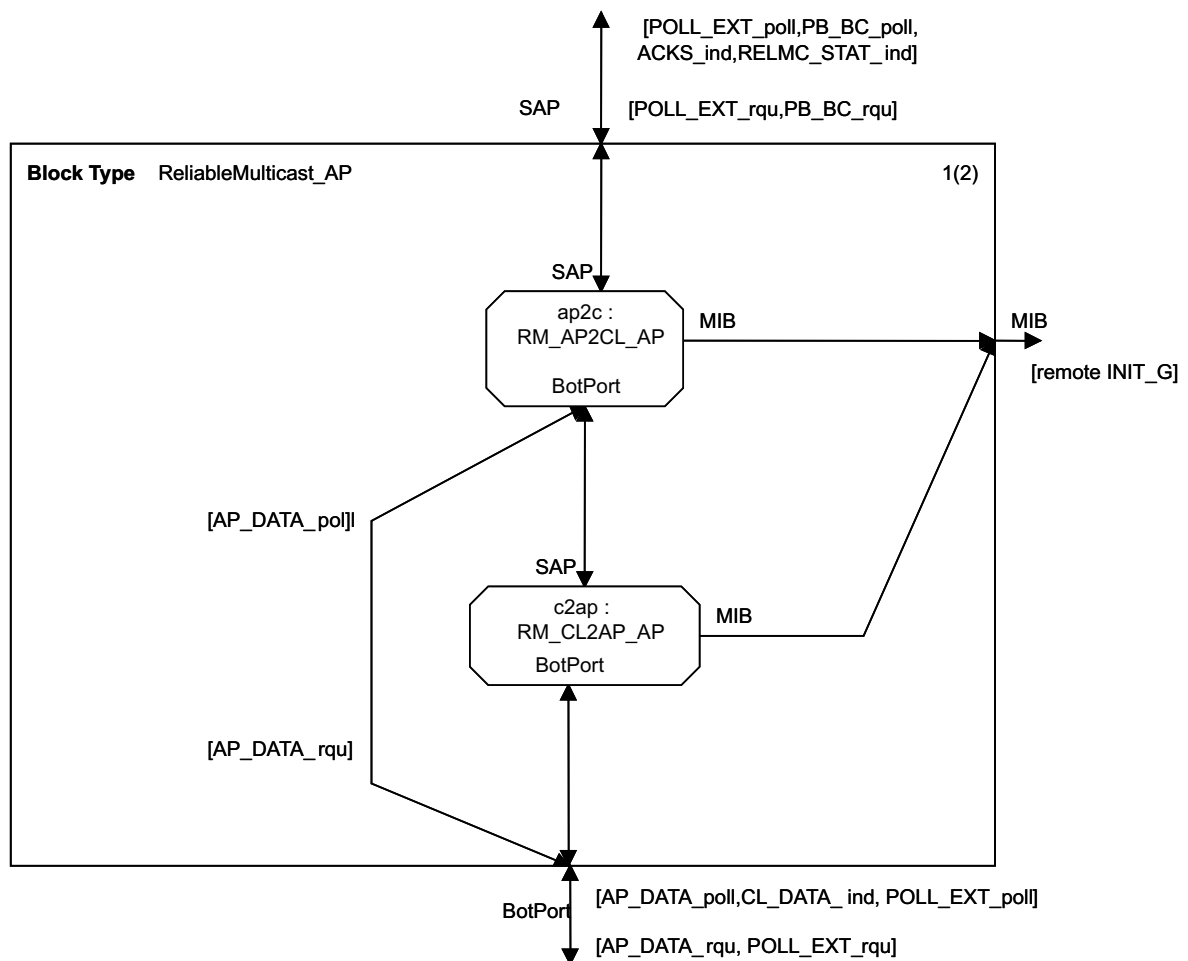 [POLL_EXT_poll,PB_BC_poll,
ACKS_ind,RELMC_STAT_ind]
SAP
[POLL_EXT_rqu,PB_BC_rqu]
Block Type ReliableMulticast_AP
1(2)
SAP
ap2c :
RM_AP2CL_AP
BotPort
MIB
MIB
[remote INIT_G]
[AP_DATA_pol]l
SAP
c2ap :
RM_CL2AP_AP
BotPort
MIB
[AP_DATA_rqu]
BotPort
[AP_DATA_poll,CL_DATA_ ind, POLL_EXT_poll]
[AP_DATA_rqu, POLL_EXT_rqu]